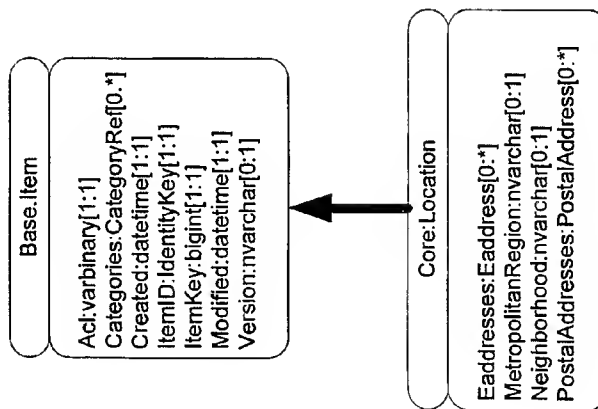 Base.Item
Acl:varbinary[1:1]
Categories:CategoryRef[0.*]
Created:datetime[1:1]
ItemID:IdentityKey[1:1]
ItemKey:bigint[1:1]
Modified:datetime[1:1]
Version:nvarchar[0:1]
Core:Location
Eaddresses:Eaddress[0:*]
MetropolitanRegion:nvarchar[0:1]
Neighborhood:nvarchar[0:1]
PostalAddresses:PostalAddress[0:*]